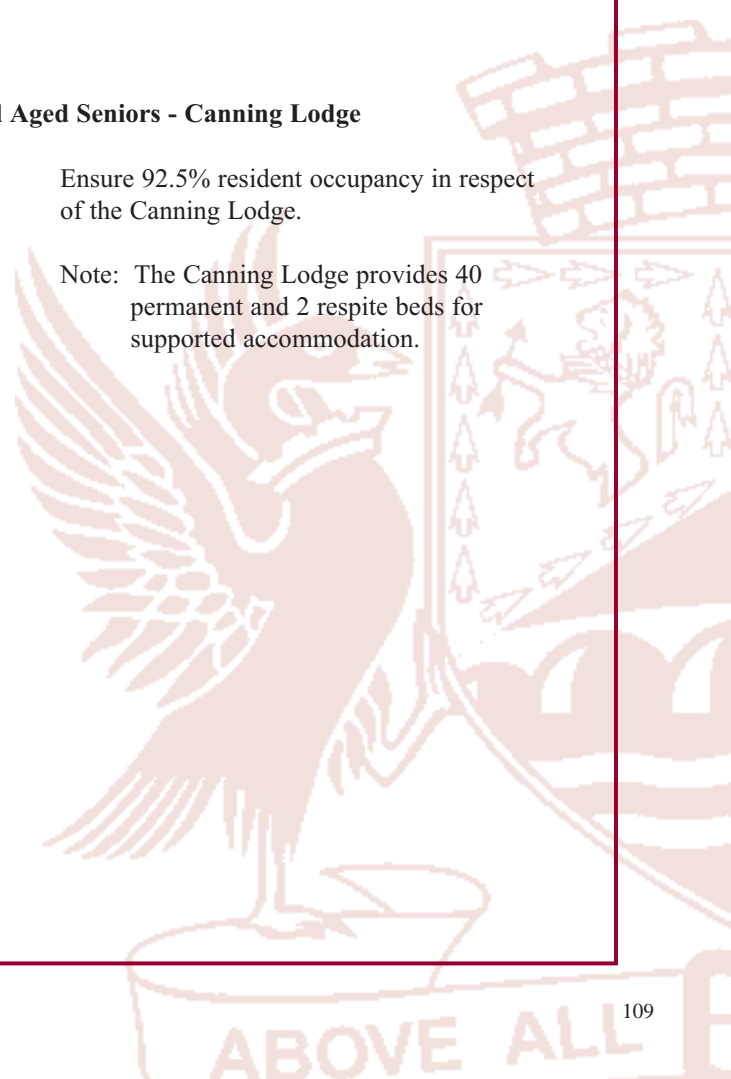 Aged Seniors - Canning Lodge
Ensure 92.5% resident occupancy in respect
of the Canning Lodge.
Note: The Canning Lodge provides 40
permanent and 2 respite beds for
supported accommodation.
109
ABOVE ALL